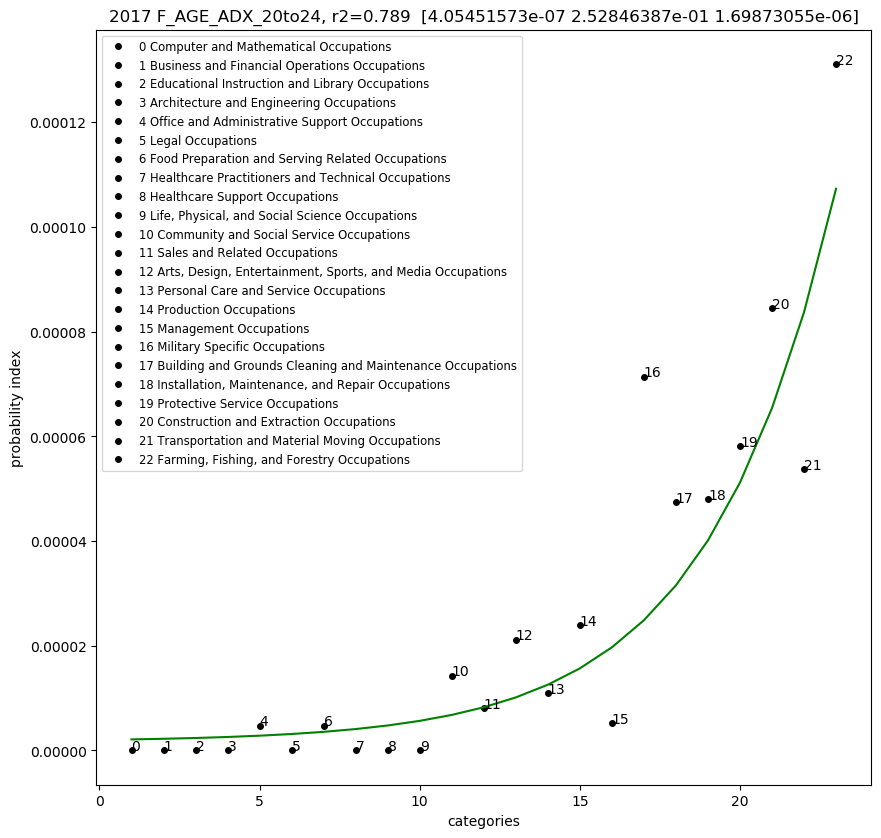 2017 F_AGE_ADX_20to24, r2=0.789  [4.05451573e-07 2.52846387e-01 1.69873055e-06]
0 Computer and Mathematical Occupations
1 Business and Financial Operations Occupations
2 Educational Instruction and Library Occupations
3 Architecture and Engineering Occupations
4 Office and Administrative Support Occupations
5 Legal Occupations
6 Food Preparation and Serving Related Occupations
7 Healthcare Practitioners and Technical Occupations
8 Healthcare Support Occupations
9 Life, Physical, and Social Science Occupations
10 Community and Social Service Occupations
11 Sales and Related Occupations
12 Arts, Design, Entertainment, Sports, and Media Occupations
13 Personal Care and Service Occupations
14 Production Occupations
15 Management Occupations
16 Military Specific Occupations
17 Building and Grounds Cleaning and Maintenance Occupations
18 Installation, Maintenance, and Repair Occupations
19 Protective Service Occupations
20 Construction and Extraction Occupations
21 Transportation and Material Moving Occupations
22 Farming, Fishing, and Forestry Occupations
probability index
0.00012
0.00010
0.00008
0.00006
0.00004
0.00002
0.00000
22
20
16
19
21
17
18
14
12
10
13
11
15
4
6
0
1
2
3
5
7
8
9
0
5
10
15
20
categories